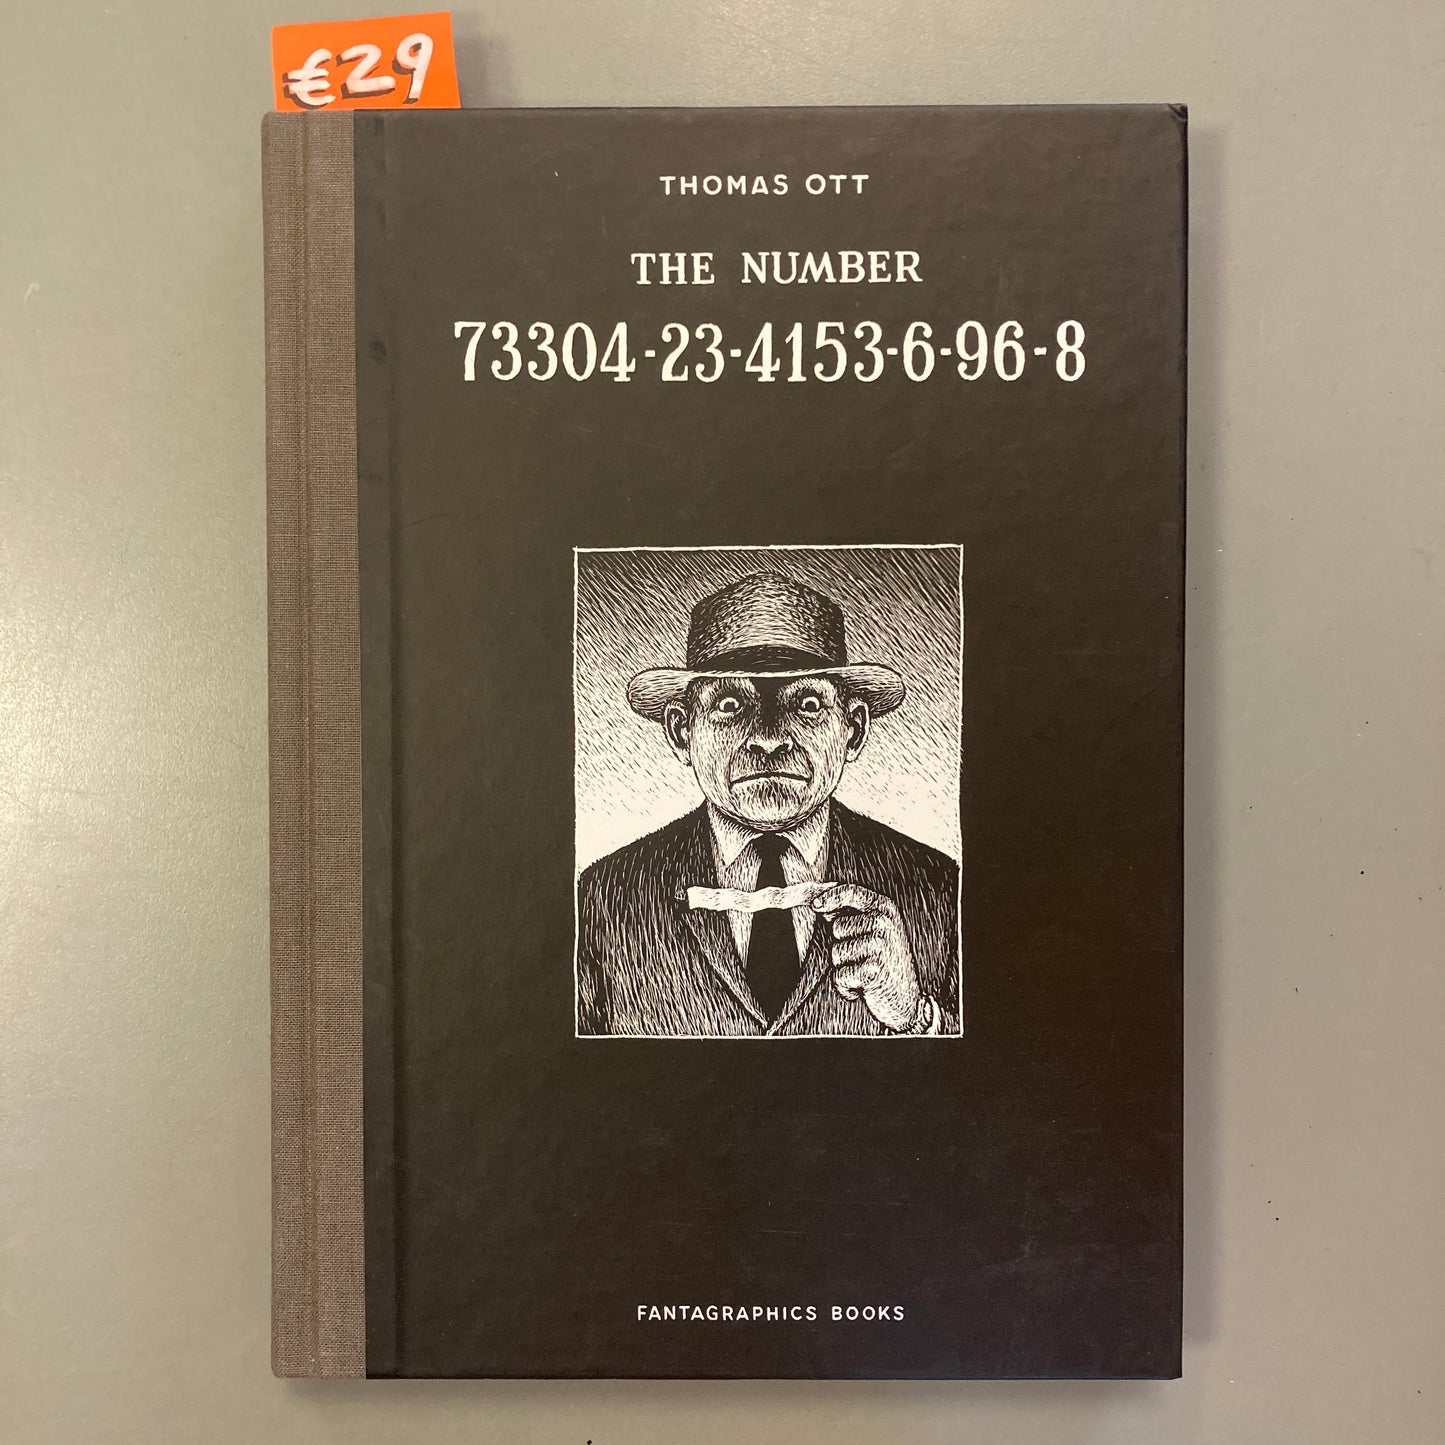 €29
THOMAS OTT
THE NUMBER
73304-23-4153-6-96-8
FANTAGRAPHICS BOOKS